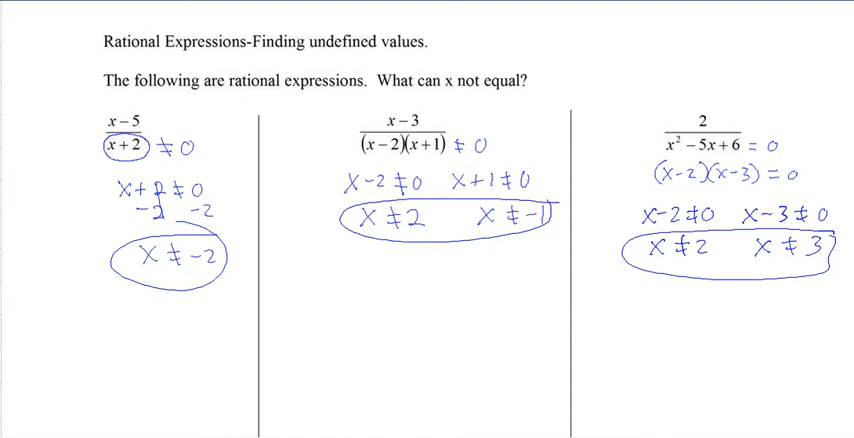 Rational Expressions-Finding undefined values.
The following are rational expressions. What can x not equal?
x – 5
x + 2 ≠ 0
x + 2 ≠ 0
-2 -2
x ≠ -2
x – 3
(x – 2)(x + 1) ≠ 0
x-2 ≠ 0 x+1 ≠ 0
x ≠ 2 x ≠ -1
2
x² – 5x + 6 = 0
(x-2)(x-3) = 0
x-2 ≠ 0 x-3 ≠ 0
x ≠ 2 x ≠ 3